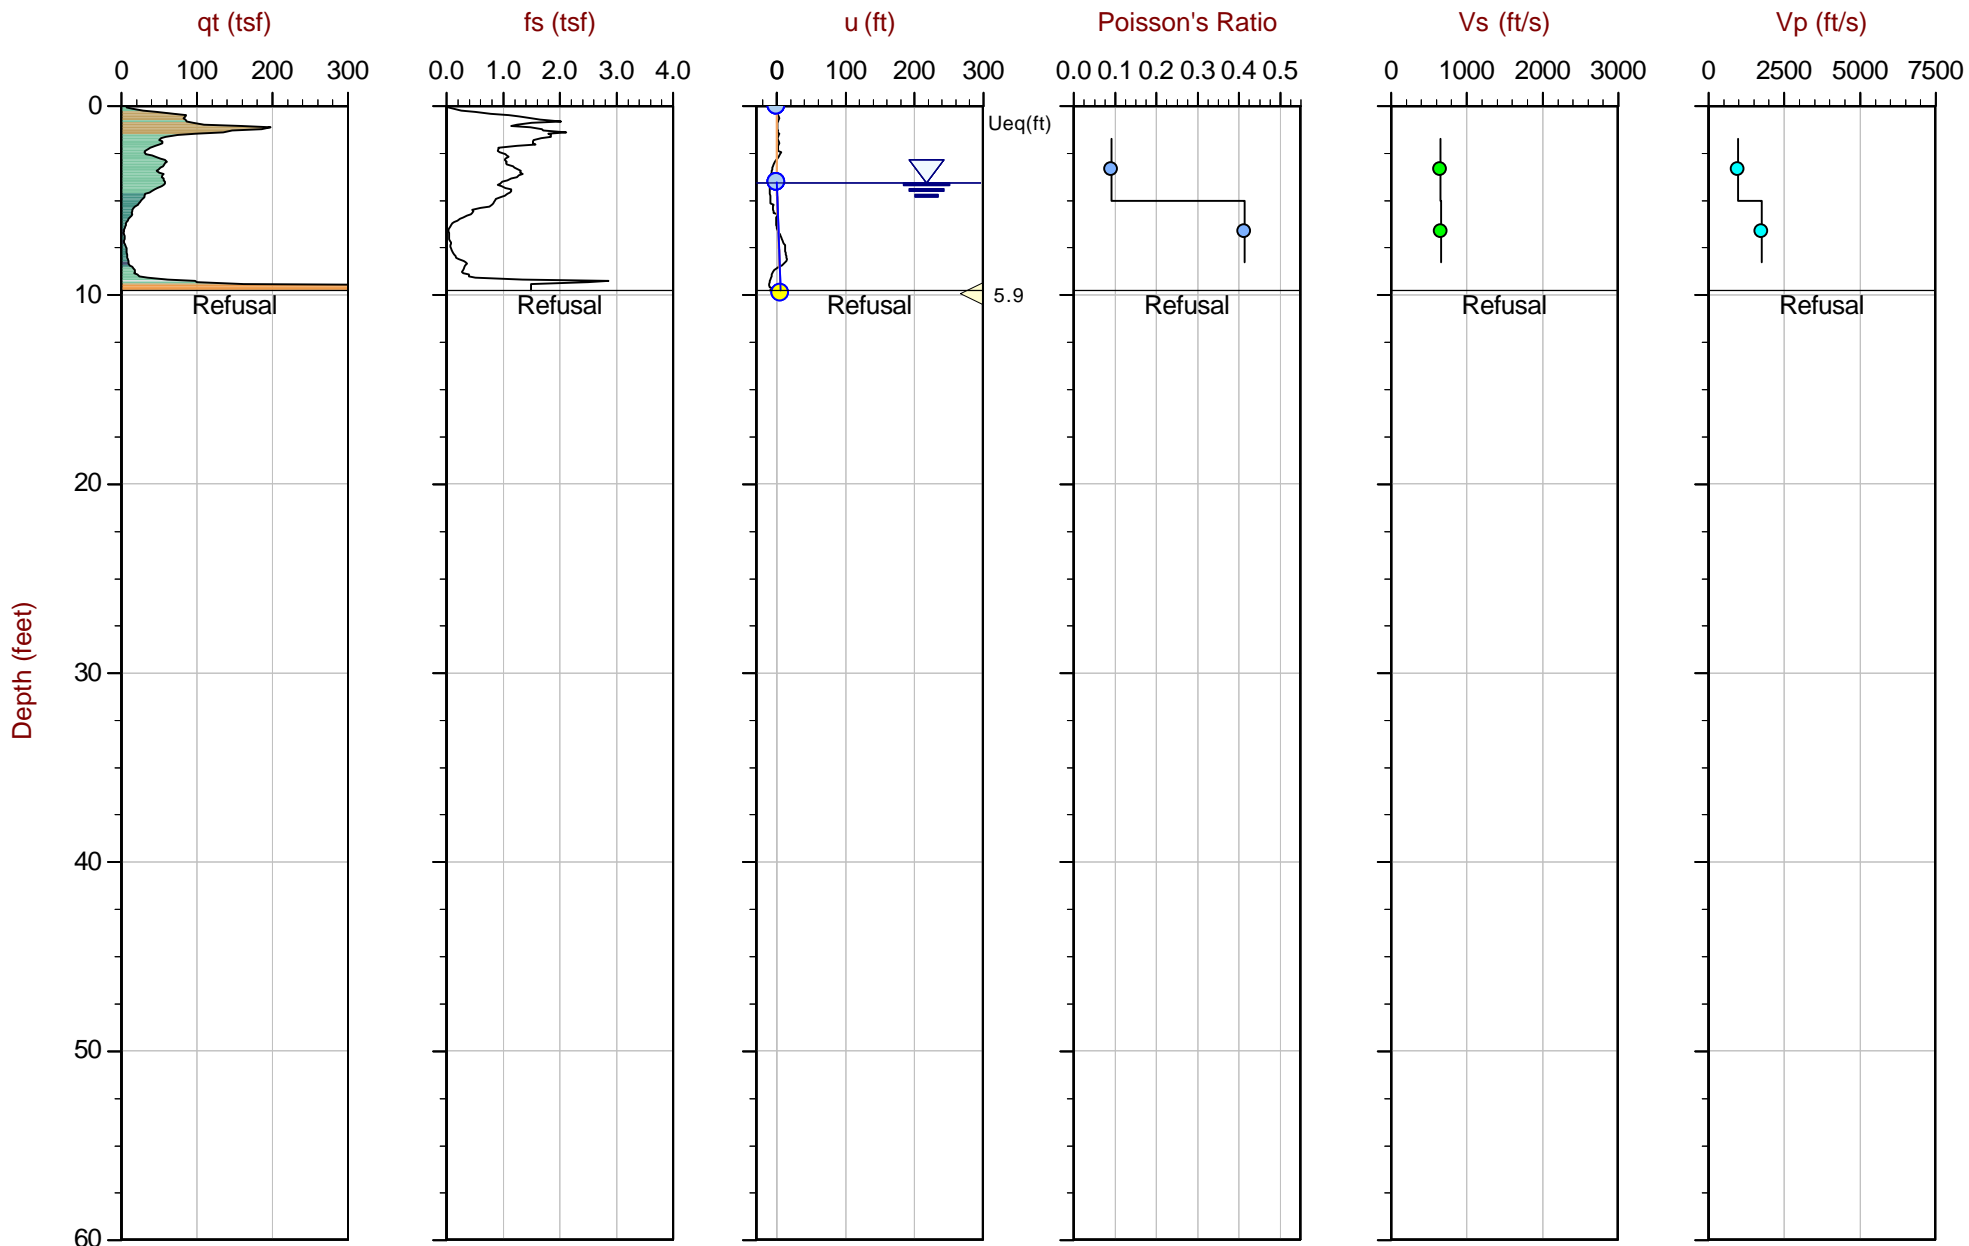 qt (tsf) fs (tsf) u (ft) Poisson's Ratio Vs (ft/s) Vp (ft/s)
0 100 200 300 0.0 1.0 2.0 3.0 4.0 0 100 200 300 0.0 0.1 0.2 0.3 0.4 0.5 0 1000 2000 3000 0 2500 5000 7500
0
Ueq(ft)
10
5.9
Refusal Refusal Refusal Refusal Refusal Refusal
20
30
40
50
60
Depth (feet)